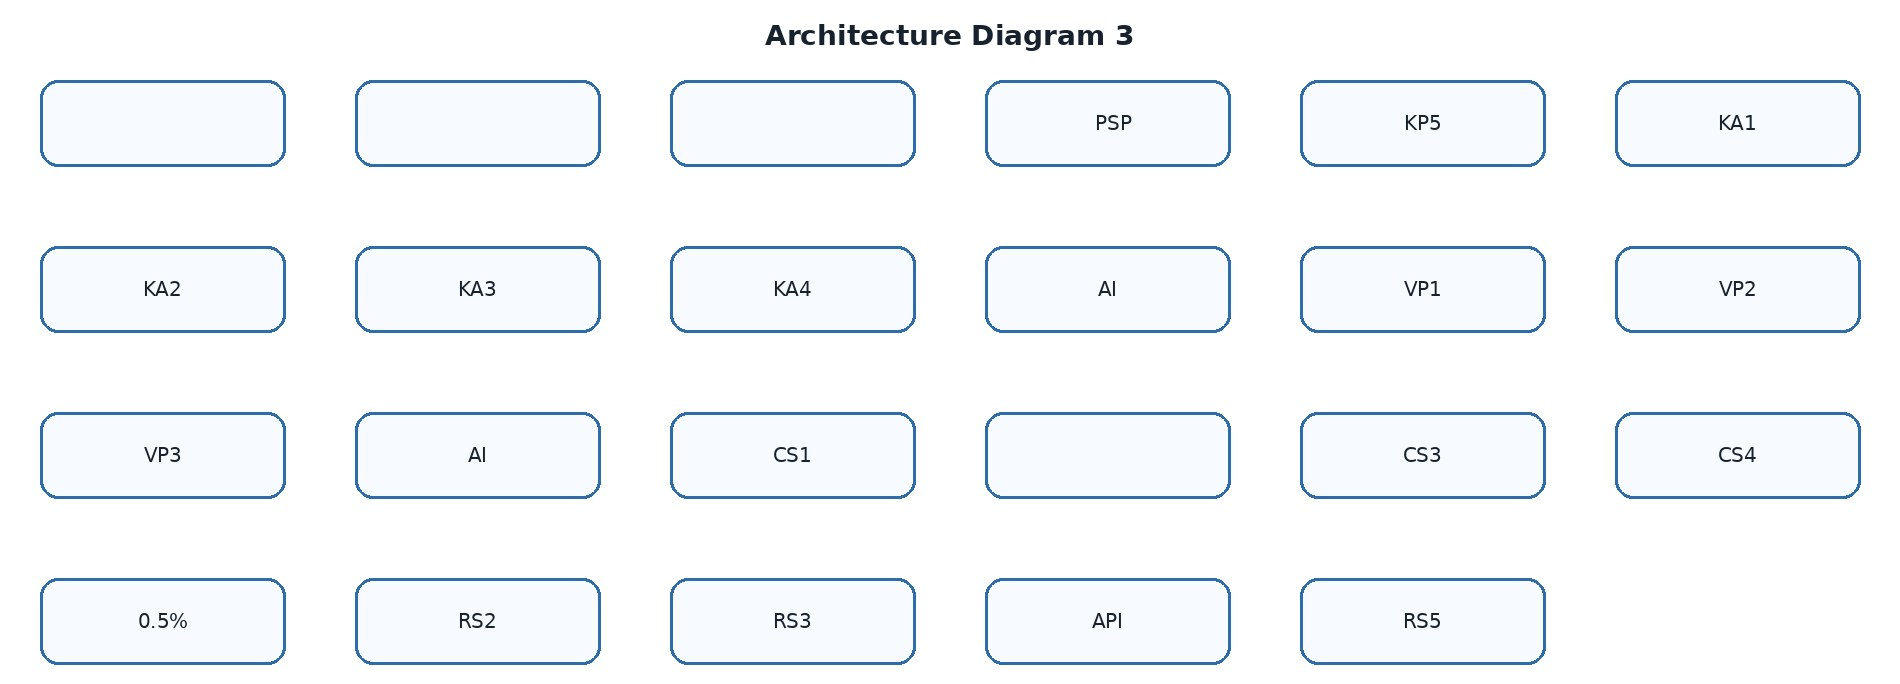 Architecture Diagram 3
PSP
KP5
KA1
KA2
KA3
KA4
AI
VP1
VP2
VP3
AI
CS1
CS3
CS4
0.5%
RS2
RS3
API
RS5